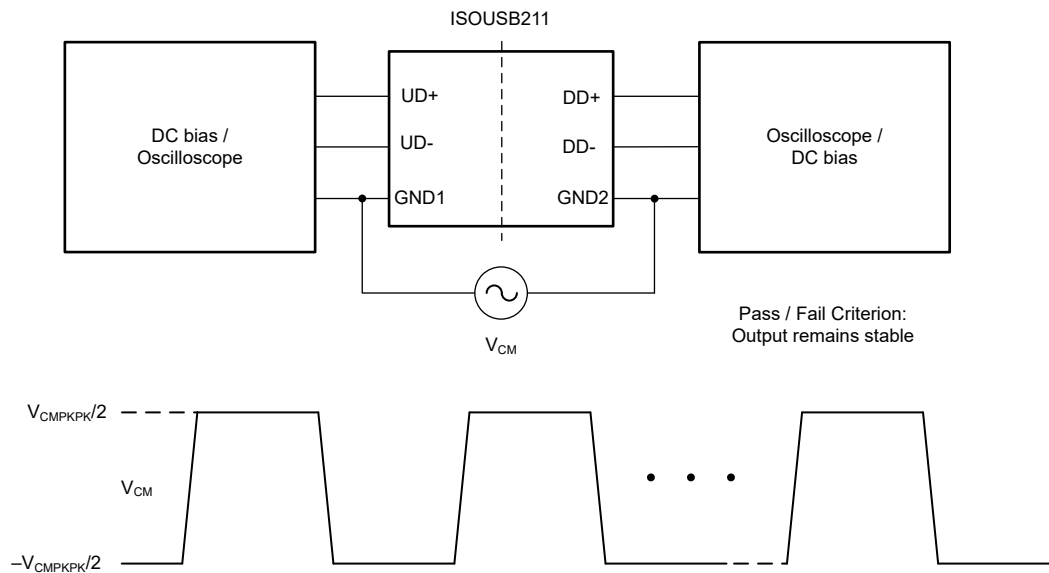 ISOUSB211
DC bias /
Oscilloscope
UD+
UD-
GND1
DD+
DD-
GND2
Oscilloscope /
DC bias
V_CM
Pass / Fail Criterion:
Output remains stable
V_CMPKPK/2
V_CM
–V_CMPKPK/2